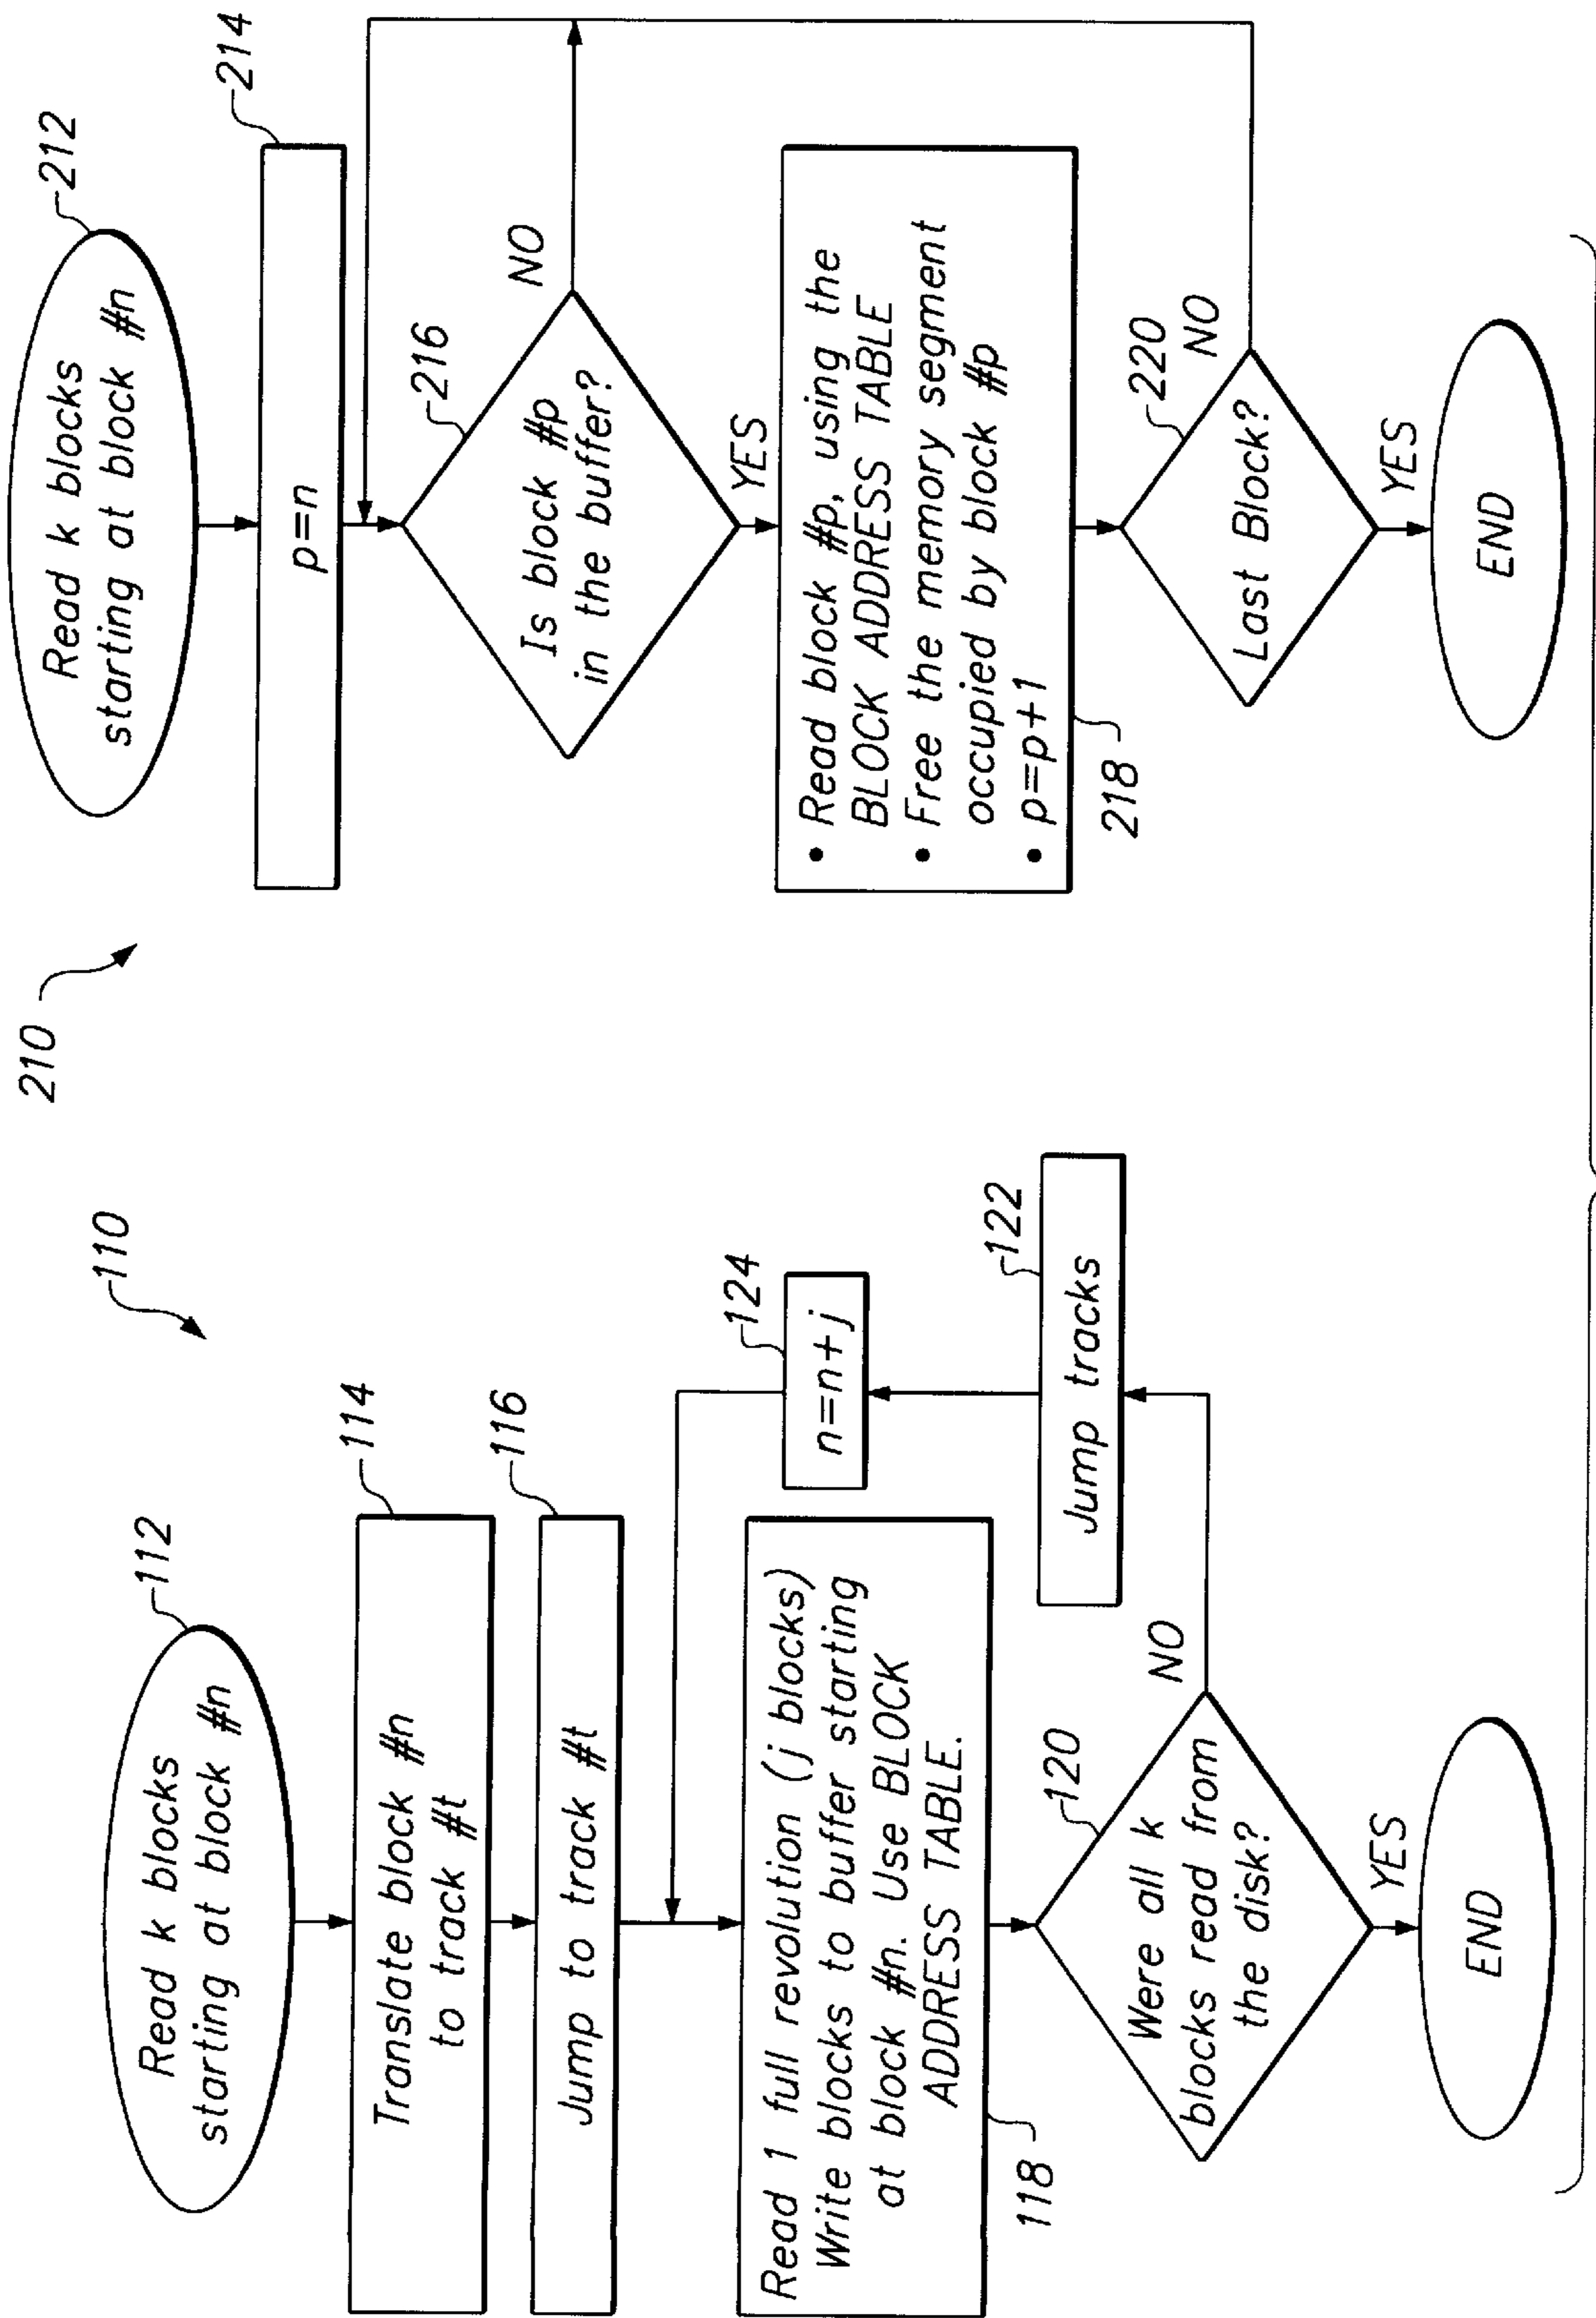 110
Read k blocks
starting at block #n
112
Translate block #n
to track #t
114
Jump to track #t
116
Read 1 full revolution (j blocks)
Write blocks to buffer starting
at block #n. Use BLOCK
ADDRESS TABLE.
118
124
n=n+j
Were all k
blocks read from
the disk?
120
NO
122
Jump tracks
YES
END
210
Read k blocks
starting at block #n
212
214
p=n
Is block #p
in the buffer?
216
NO
YES
• Read block #p, using the
BLOCK ADDRESS TABLE
• Free the memory segment
occupied by block #p
• p=p+1
218
Last Block?
220
NO
YES
END